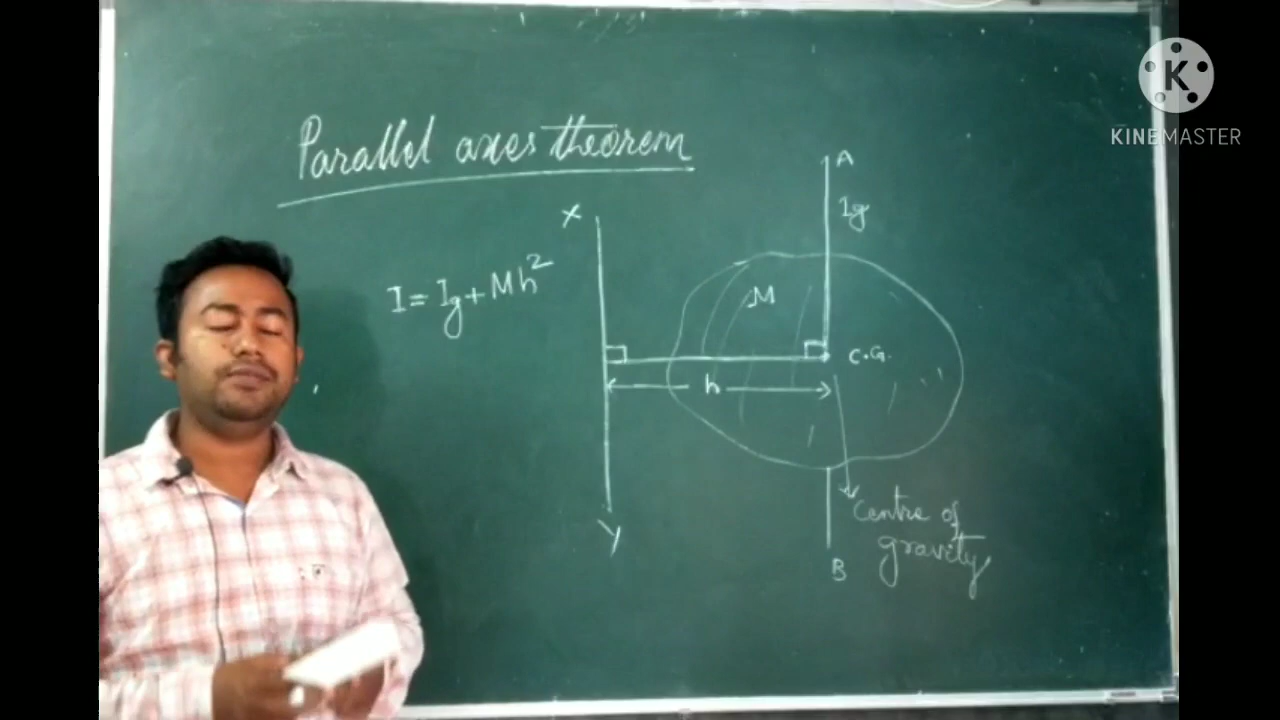 Parallel axes theorem
I = Ig + Mh²
X
Y
A
Ig
M
C.G.
h
Centre of
gravity
B
K
KINEMASTER